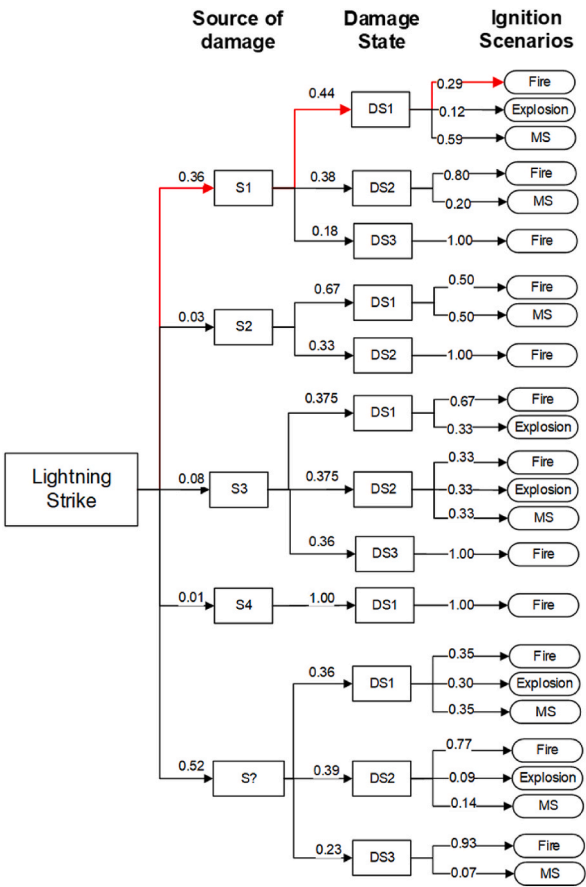 Source of damage
Damage State
Ignition Scenarios
0.44
DS1
0.29
Fire
0.12
Explosion
0.59
MS
0.36
S1
0.38
DS2
0.80
Fire
0.20
MS
0.18
DS3
1.00
Fire
0.67
DS1
0.50
Fire
0.50
MS
0.03
S2
0.33
DS2
1.00
Fire
0.375
DS1
0.67
Fire
0.33
Explosion
Lightning Strike
0.08
S3
0.375
DS2
0.33
Fire
0.33
Explosion
0.33
MS
0.36
DS3
1.00
Fire
0.01
S4
1.00
DS1
1.00
Fire
0.36
DS1
0.35
Fire
0.30
Explosion
0.35
MS
0.52
S?
0.39
DS2
0.77
Fire
0.09
Explosion
0.14
MS
0.23
DS3
0.93
Fire
0.07
MS